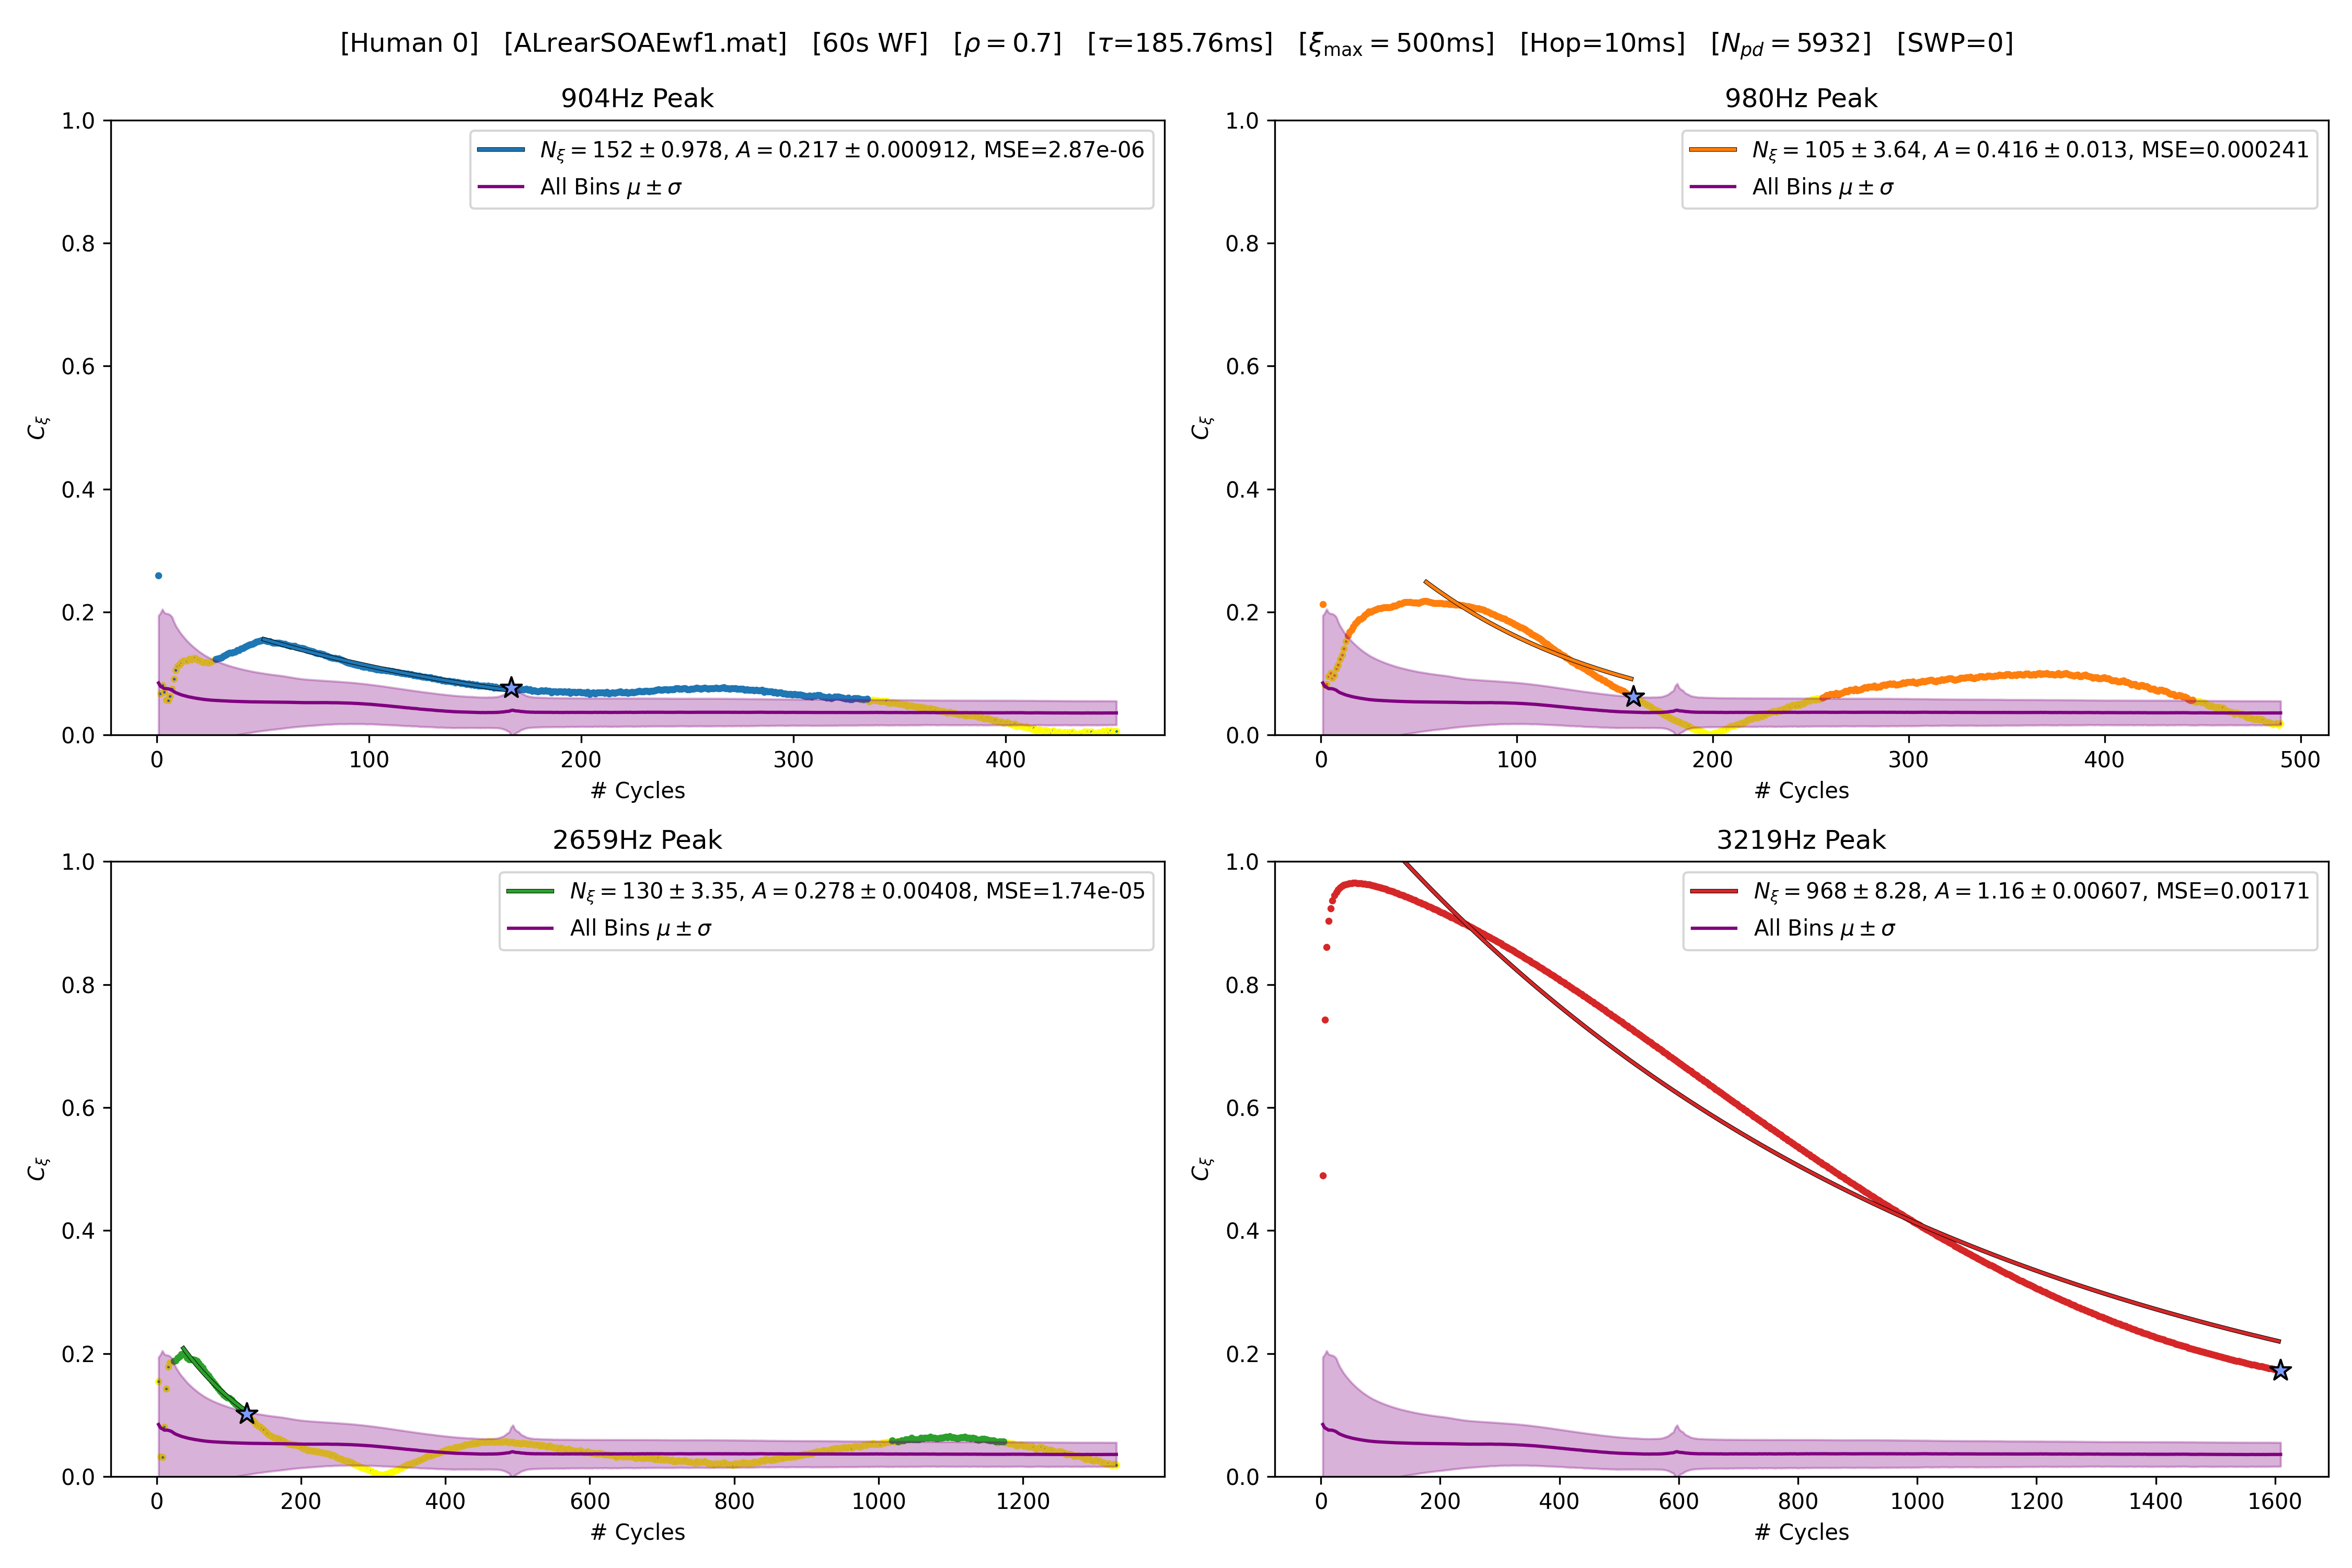 [Human 0] [ALrearSOAEwf1.mat] [60s WF] [ρ = 0.7] [τ=185.76ms] [ξmax = 500ms] [Hop=10ms] [Npd = 5932] [SWP=0]
904Hz Peak
Nξ = 152 ± 0.978, A = 0.217 ± 0.000912, MSE=2.87e-06
All Bins μ ± σ
1.0
0.8
0.6
0.4
0.2
0.0
Cξ
0 100 200 300 400
# Cycles
980Hz Peak
Nξ = 105 ± 3.64, A = 0.416 ± 0.013, MSE=0.000241
All Bins μ ± σ
1.0
0.8
0.6
0.4
0.2
0.0
Cξ
0 100 200 300 400 500
# Cycles
2659Hz Peak
Nξ = 130 ± 3.35, A = 0.278 ± 0.00408, MSE=1.74e-05
All Bins μ ± σ
1.0
0.8
0.6
0.4
0.2
0.0
Cξ
0 200 400 600 800 1000 1200
# Cycles
3219Hz Peak
Nξ = 968 ± 8.28, A = 1.16 ± 0.00607, MSE=0.00171
All Bins μ ± σ
1.0
0.8
0.6
0.4
0.2
0.0
Cξ
0 200 400 600 800 1000 1200 1400 1600
# Cycles